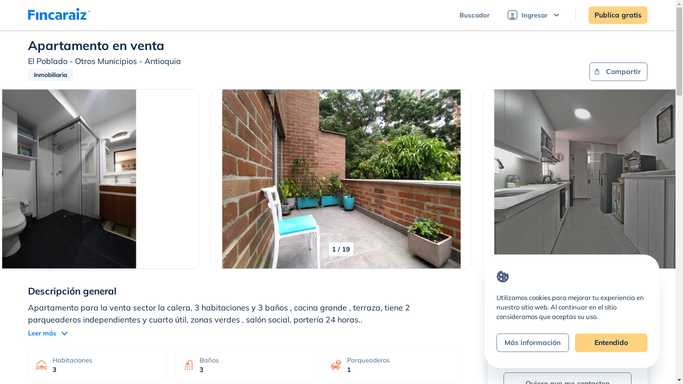 Fincaraiz
Buscador
Ingresar
Publica gratis
Apartamento en venta
El Poblado - Otros Municipios - Antioquia
Inmobiliaria
Compartir
1 / 19
Descripción general
Apartamento para la venta sector la calera, 3 habitaciones y 3 baños , cocina grande , terraza, tiene 2
parqueaderos independientes y cuarto útil, zonas verdes , salón social, portería 24 horas..
Leer más
Habitaciones
3
Baños
3
Parqueaderos
1
Utilizamos cookies para mejorar tu experiencia en
nuestro sitio web. Al continuar en el sitio
consideramos que aceptas su uso.
Más información
Entendido
Quiero que me contacten